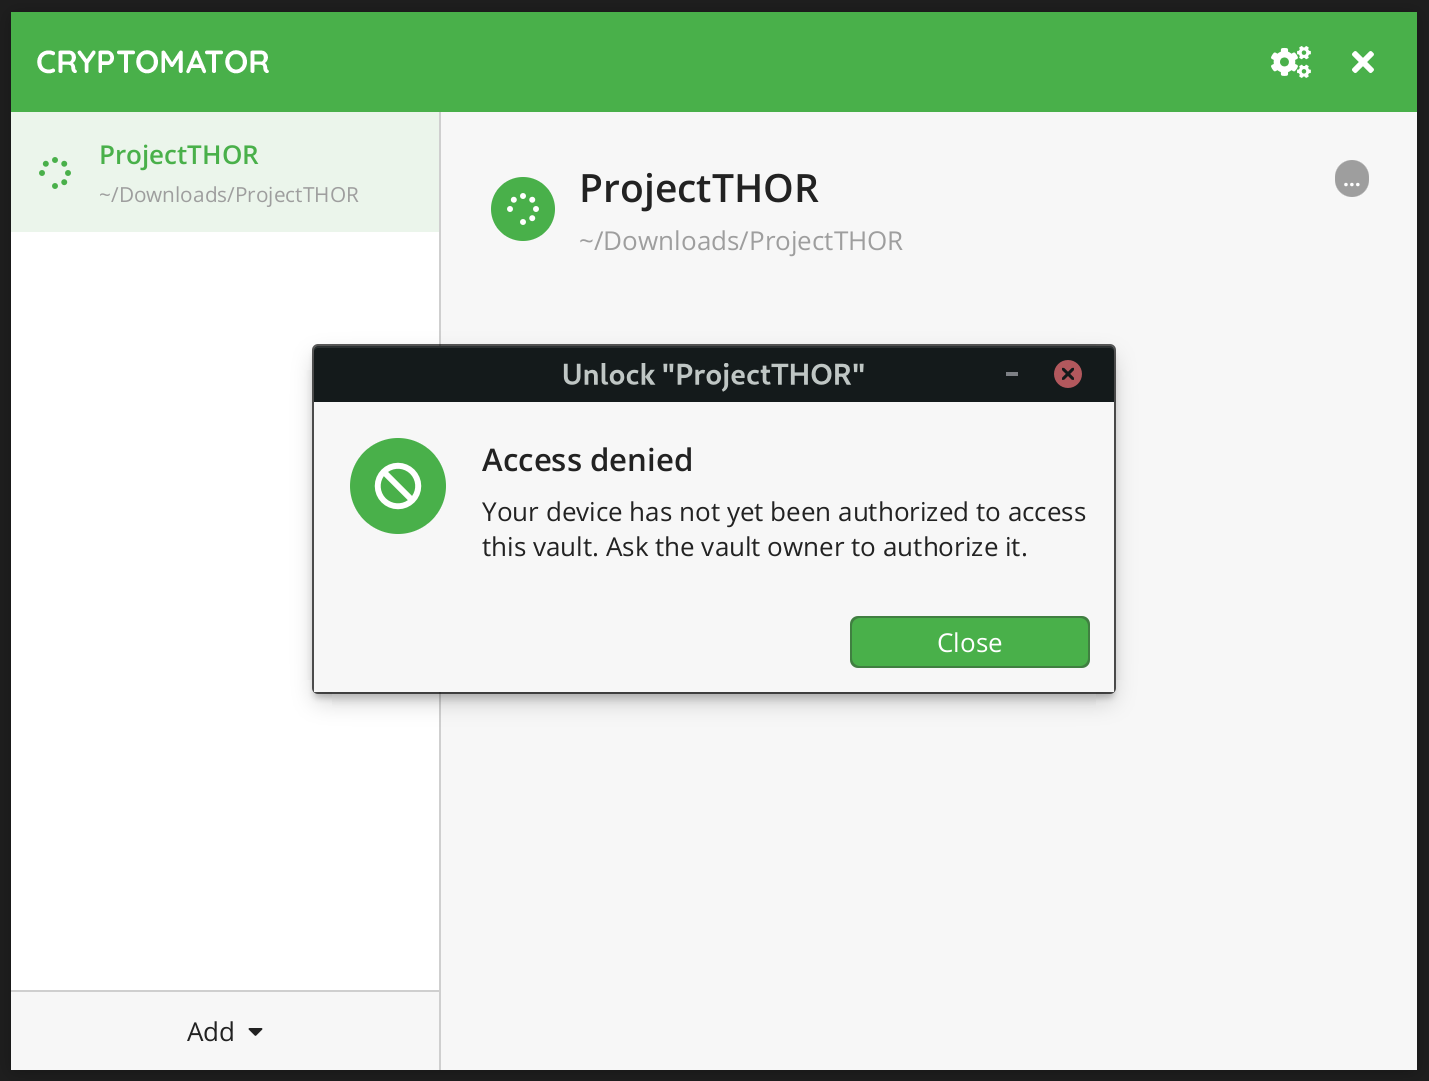 CRYPTOMATOR
ProjectTHOR
~/Downloads/ProjectTHOR
ProjectTHOR
...
~/Downloads/ProjectTHOR
Unlock "ProjectTHOR"
Access denied
Your device has not yet been authorized to access
this vault. Ask the vault owner to authorize it.
Close
Add